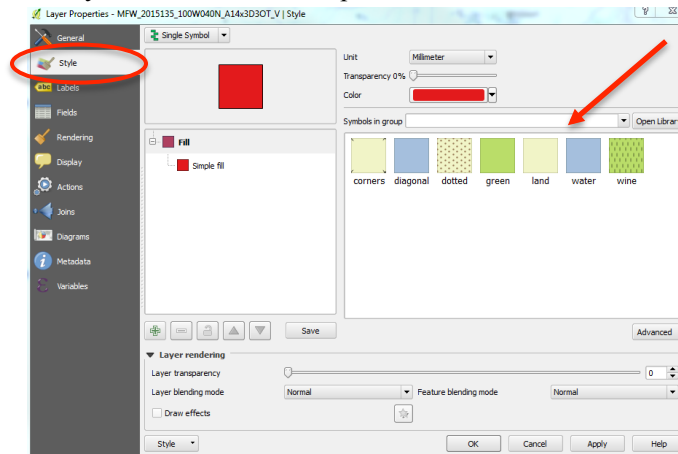 Layer Properties - MFW_2015135_100W040N_A14x3D3OT_V | Style
General
Style
abc Labels
Fields
Rendering
Display
Actions
Joins
Diagrams
Metadata
Variables
Single Symbol
Unit Millimeter
Transparency 0%
Color
Symbols in group Open Librar
Fill
Simple fill
corners diagonal dotted green land water wine
Save
Advanced
Layer rendering
Layer transparency 0
Layer blending mode Normal Feature blending mode Normal
Draw effects
Style OK Cancel Apply Help